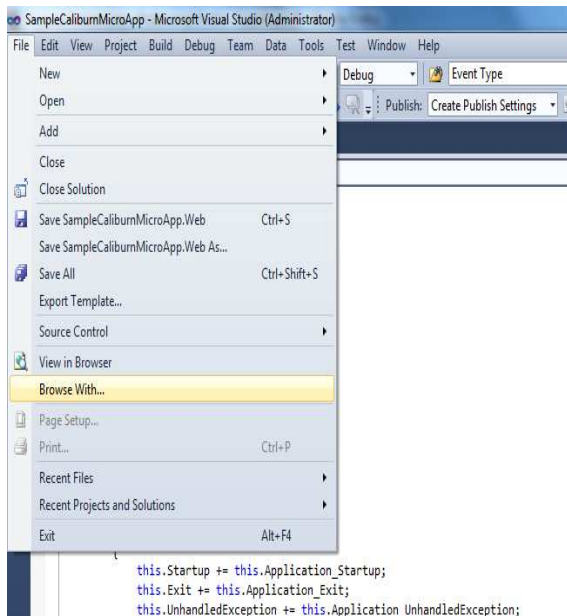 SampleCaliburnMicroApp - Microsoft Visual Studio (Administrator)
File Edit View Project Build Debug Team Data Tools Test Window Help
Debug Event Type
Publish: Create Publish Settings
New
Open
Add
Close
Close Solution
Save SampleCaliburnMicroApp.Web Ctrl+S
Save SampleCaliburnMicroApp.Web As...
Save All Ctrl+Shift+S
Export Template...
Source Control
View in Browser
Browse With...
Page Setup...
Print... Ctrl+P
Recent Files
Recent Projects and Solutions
Exit Alt+F4
{
this.Startup += this.Application_Startup;
this.Exit += this.Application_Exit;
this.UnhandledException += this.Application_UnhandledException;